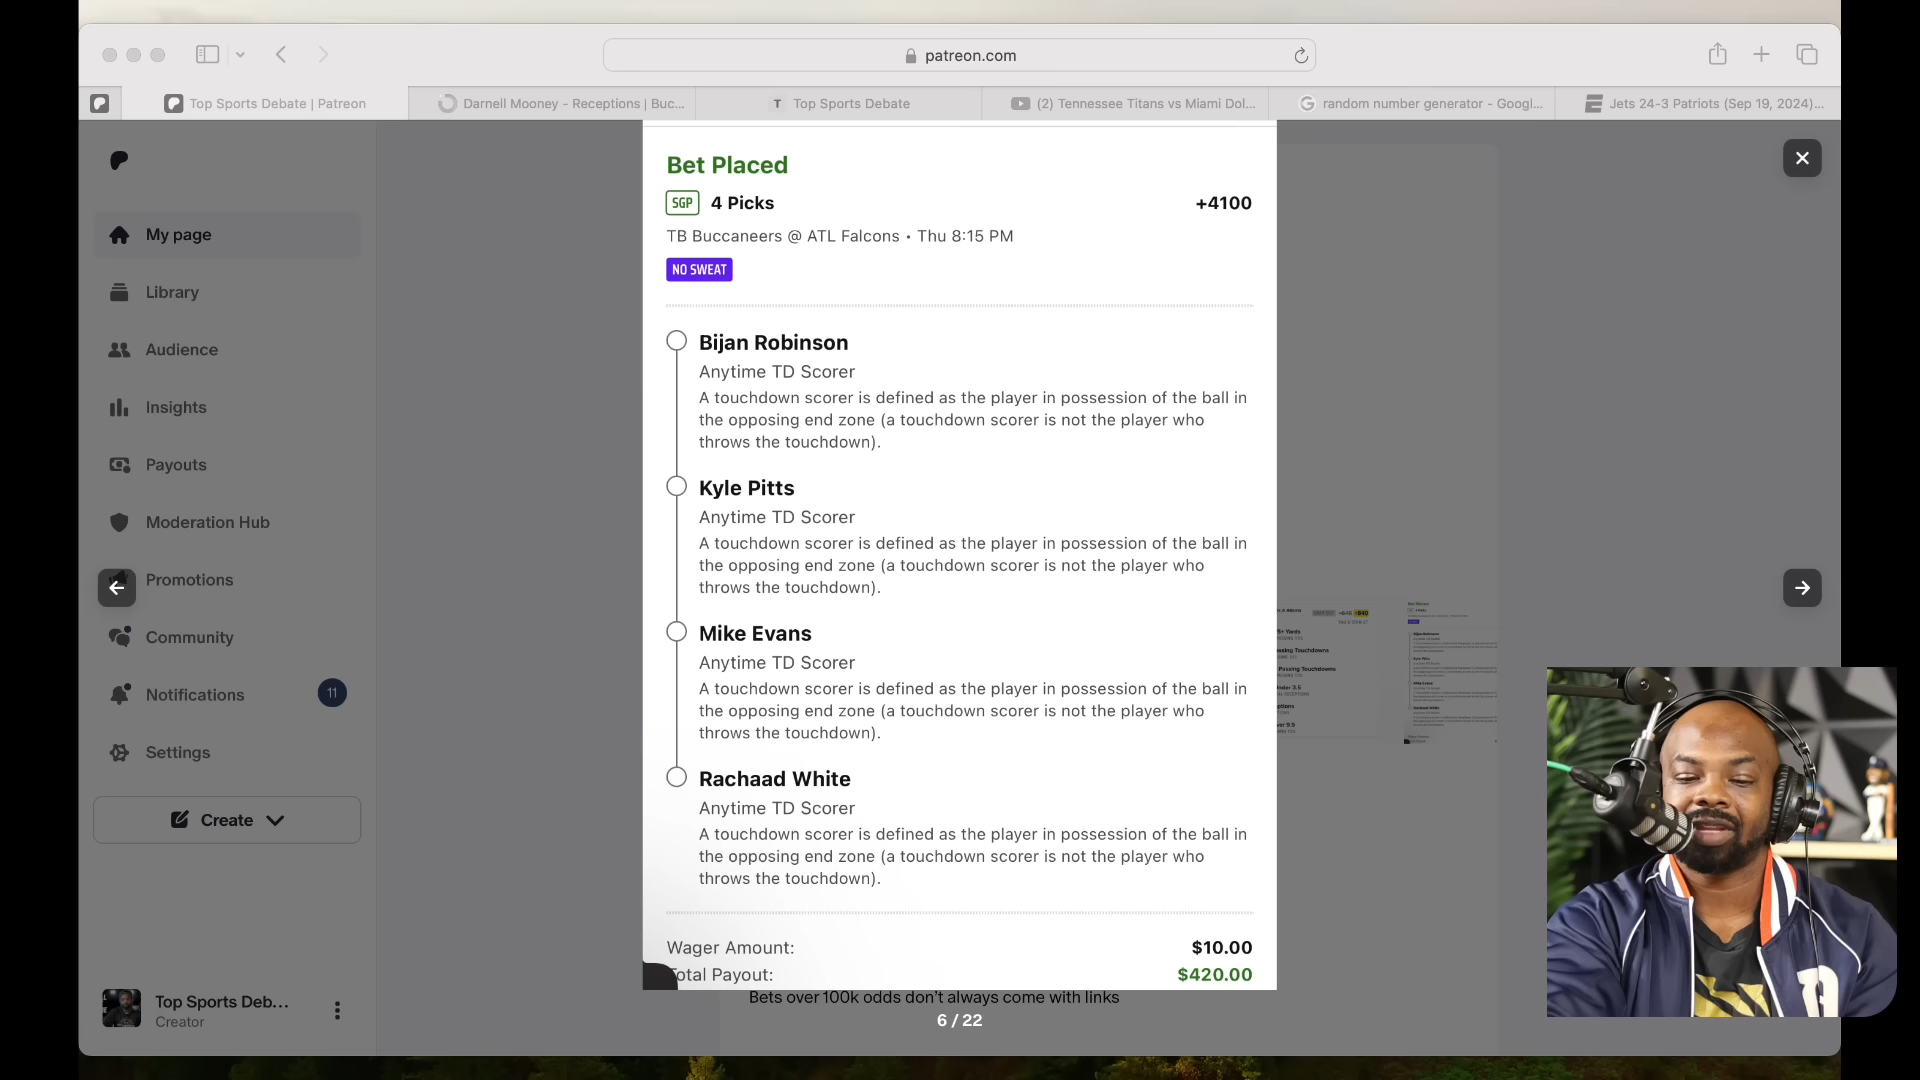 patreon.com
Top Sports Debate | Patreon
Darnell Mooney - Receptions | Buc...
T Top Sports Debate
(2) Tennessee Titans vs Miami Dol...
G random number generator - Googl...
Jets 24-3 Patriots (Sep 19, 2024)...
My page
Library
Audience
Insights
Payouts
Moderation Hub
Promotions
Community
Notifications 11
Settings
Create
Top Sports Deb...
Creator
Bet Placed
SGP 4 Picks +4100
TB Buccaneers @ ATL Falcons • Thu 8:15 PM
NO SWEAT
Bijan Robinson
Anytime TD Scorer
A touchdown scorer is defined as the player in possession of the ball in
the opposing end zone (a touchdown scorer is not the player who
throws the touchdown).
Kyle Pitts
Anytime TD Scorer
A touchdown scorer is defined as the player in possession of the ball in
the opposing end zone (a touchdown scorer is not the player who
throws the touchdown).
Mike Evans
Anytime TD Scorer
A touchdown scorer is defined as the player in possession of the ball in
the opposing end zone (a touchdown scorer is not the player who
throws the touchdown).
Rachaad White
Anytime TD Scorer
A touchdown scorer is defined as the player in possession of the ball in
the opposing end zone (a touchdown scorer is not the player who
throws the touchdown).
Wager Amount: $10.00
Total Payout: $420.00
Bets over 100k odds don't always come with links
6 / 22